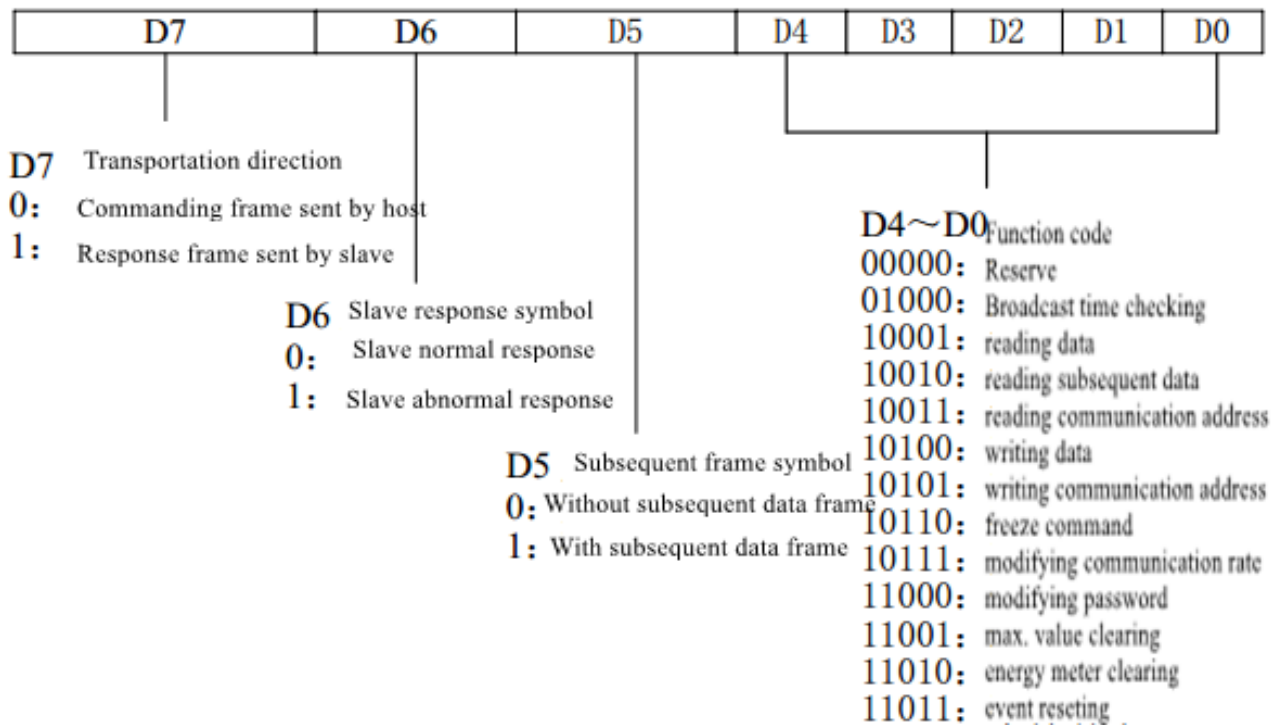 D7 D6 D5 D4 D3 D2 D1 D0
D7 Transportation direction
0: Commanding frame sent by host
1: Response frame sent by slave
D6 Slave response symbol
0: Slave normal response
1: Slave abnormal response
D5 Subsequent frame symbol
0: Without subsequent data frame
1: With subsequent data frame
D4~D0 Function code
00000: Reserve
01000: Broadcast time checking
10001: reading data
10010: reading subsequent data
10011: reading communication address
10100: writing data
10101: writing communication address
10110: freeze command
10111: modifying communication rate
11000: modifying password
11001: max. value clearing
11010: energy meter clearing
11011: event reseting